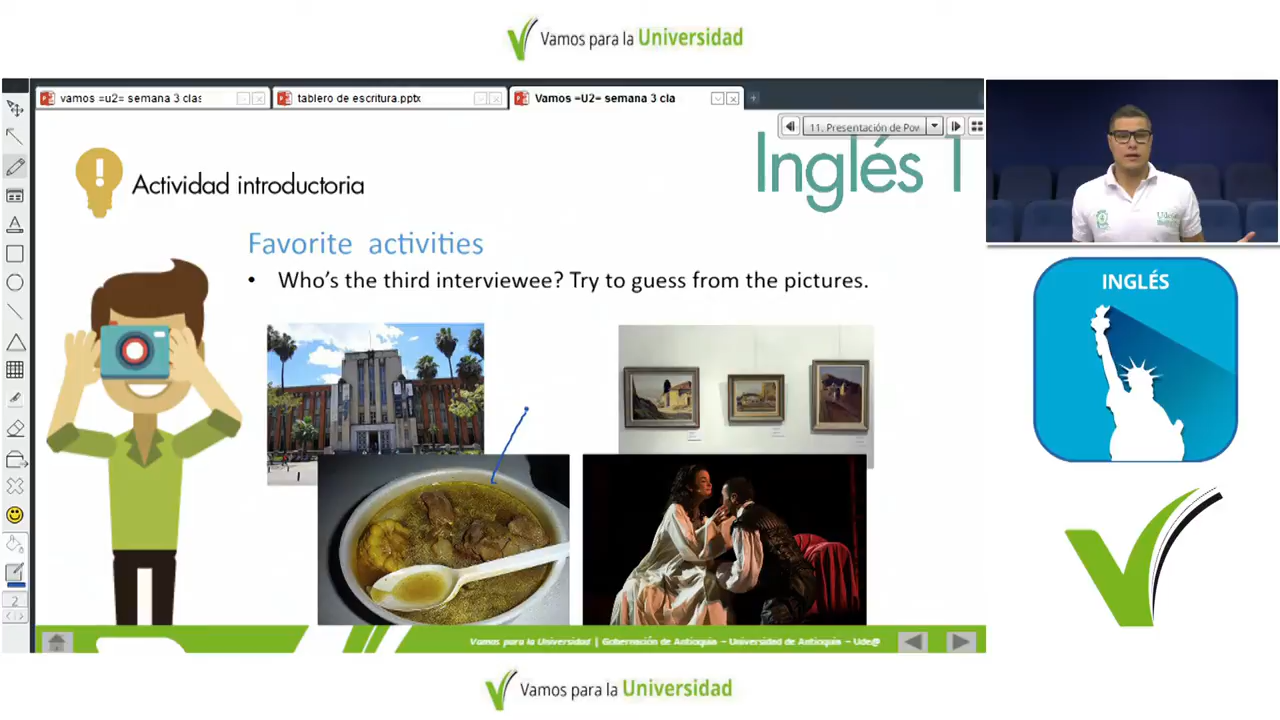 Vamos para la Universidad
vamos =u2= semana 3 clas
tablero de escritura.pptx
Vamos =U2= semana 3 cla
11. Presentación de Pow
Inglés 1
Actividad introductoria
Favorite activities
• Who's the third interviewee? Try to guess from the pictures.
INGLÉS
2
Vamos para la Universidad | Gobernación de Antioquia – Universidad de Antioquia – Ude@
Vamos para la Universidad